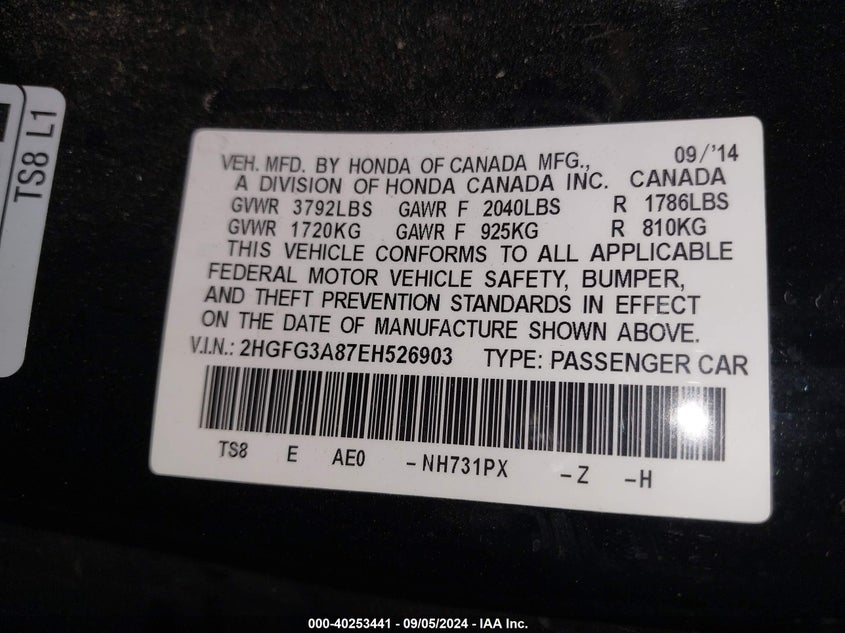 TS8 L1
VEH. MFD. BY HONDA OF CANADA MFG., 09/'14
A DIVISION OF HONDA CANADA INC. CANADA
GVWR 3792LBS GAWR F 2040LBS R 1786LBS
GVWR 1720KG GAWR F 925KG R 810KG
THIS VEHICLE CONFORMS TO ALL APPLICABLE
FEDERAL MOTOR VEHICLE SAFETY, BUMPER,
AND THEFT PREVENTION STANDARDS IN EFFECT
ON THE DATE OF MANUFACTURE SHOWN ABOVE.
V.I.N.: 2HGFG3A87EH526903 TYPE: PASSENGER CAR
TS8 E AE0 -NH731PX -Z -H
000-40253441 - 09/05/2024 - IAA Inc.